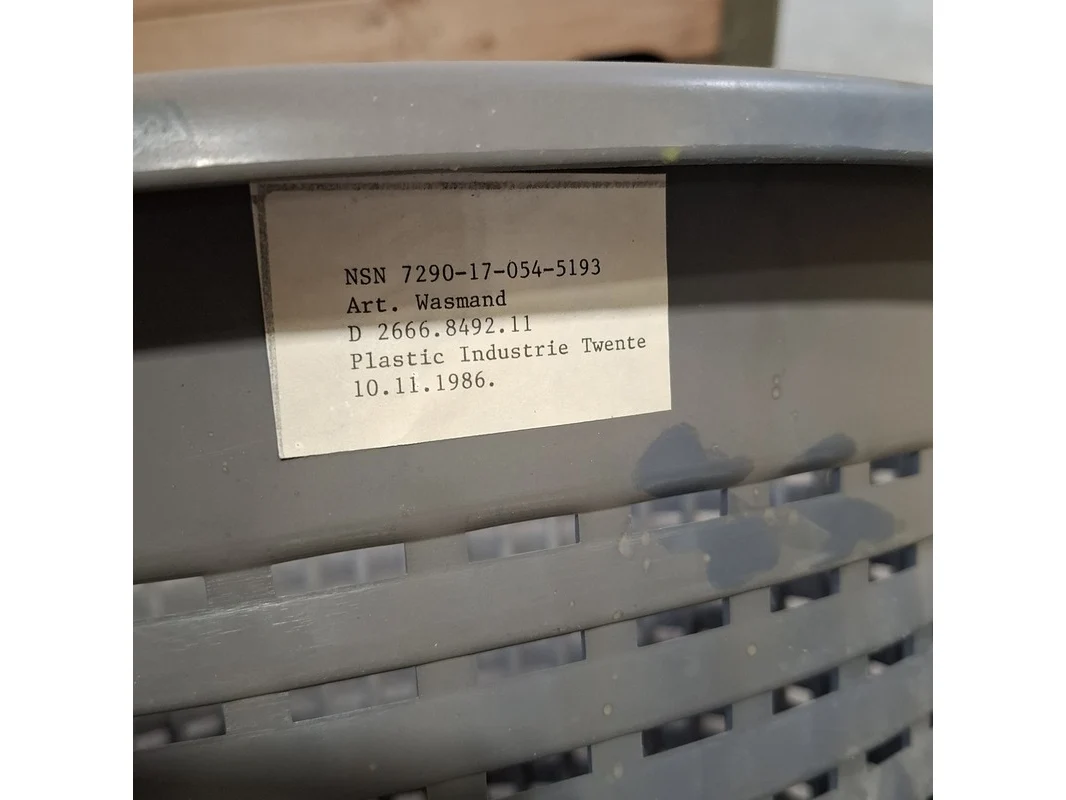 NSN 7290-17-054-5193
Art. Wasmand
D 2666.8492.11
Plastic Industrie Twente
10.11.1986.